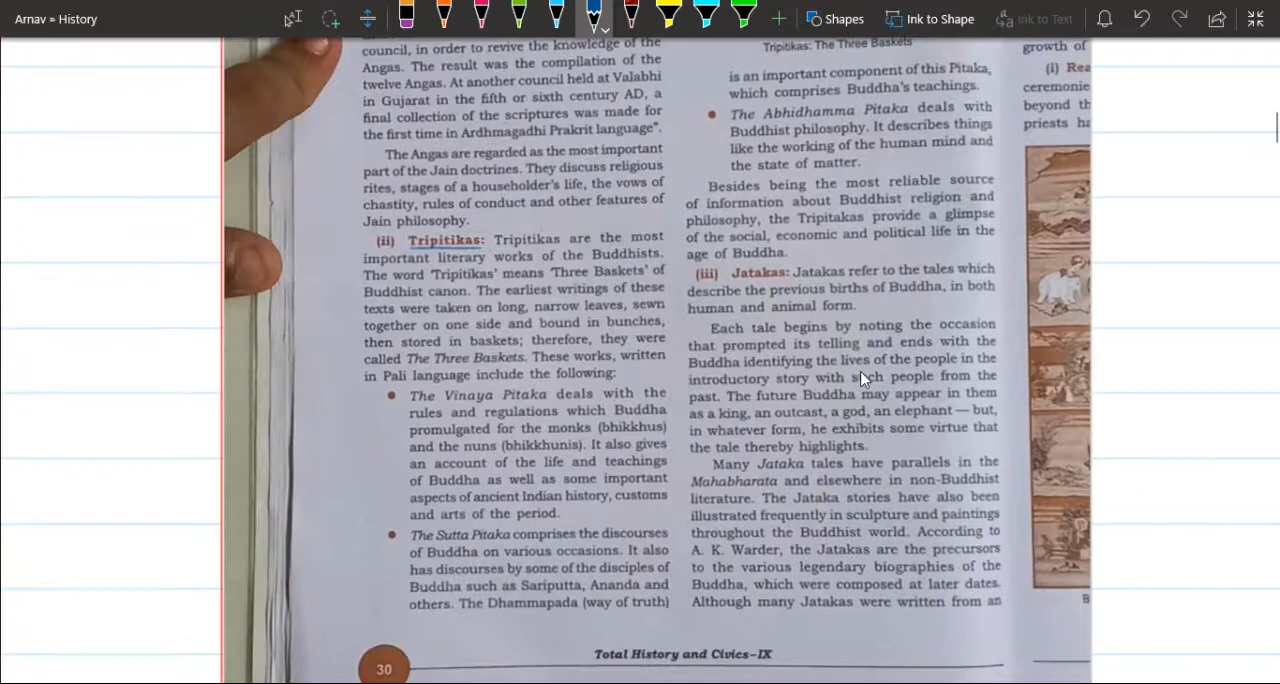 Arnav » History
Shapes
Ink to Shape
Ink to Text
council, in order to revive the knowledge of the
Angas. The result was the compilation of the
twelve Angas. At another council held at Valabhi
in Gujarat in the fifth or sixth century AD, a
final collection of the scriptures was made for
the first time in Ardhmagadhi Prakrit language".
The Angas are regarded as the most important
part of the Jain doctrines. They discuss religious
rites, stages of a householder's life, the vows of
chastity, rules of conduct and other features of
Jain philosophy.
(ii) Tripitikas: Tripitikas are the most
important literary works of the Buddhists.
The word 'Tripitikas' means 'Three Baskets' of
Buddhist canon. The earliest writings of these
texts were taken on long, narrow leaves, sewn
together on one side and bound in bunches,
then stored in baskets; therefore, they were
called The Three Baskets. These works, written
in Pali language include the following:
• The Vinaya Pitaka deals with the
rules and regulations which Buddha
promulgated for the monks (bhikkhus)
and the nuns (bhikkhunis). It also gives
an account of the life and teachings
of Buddha as well as some important
aspects of ancient Indian history, customs
and arts of the period.
• The Sutta Pitaka comprises the discourses
of Buddha on various occasions. It also
has discourses by some of the disciples of
Buddha such as Sariputta, Ananda and
others. The Dhammapada (way of truth)
Tripitikas: The Three Baskets
is an important component of this Pitaka,
which comprises Buddha's teachings.
• The Abhidhamma Pitaka deals with
Buddhist philosophy. It describes things
like the working of the human mind and
the state of matter.
Besides being the most reliable source
of information about Buddhist religion and
philosophy, the Tripitakas provide a glimpse
of the social, economic and political life in the
age of Buddha.
(iii) Jatakas: Jatakas refer to the tales which
describe the previous births of Buddha, in both
human and animal form.
Each tale begins by noting the occasion
that prompted its telling and ends with the
Buddha identifying the lives of the people in the
introductory story with such people from the
past. The future Buddha may appear in them
as a king, an outcast, a god, an elephant — but,
in whatever form, he exhibits some virtue that
the tale thereby highlights.
Many Jataka tales have parallels in the
Mahabharata and elsewhere in non-Buddhist
literature. The Jataka stories have also been
illustrated frequently in sculpture and paintings
throughout the Buddhist world. According to
A. K. Warder, the Jatakas are the precursors
to the various legendary biographies of the
Buddha, which were composed at later dates.
Although many Jatakas were written from an
growth of
(i) Rea
ceremonie
beyond th
priests ha
B
30
Total History and Civics–IX